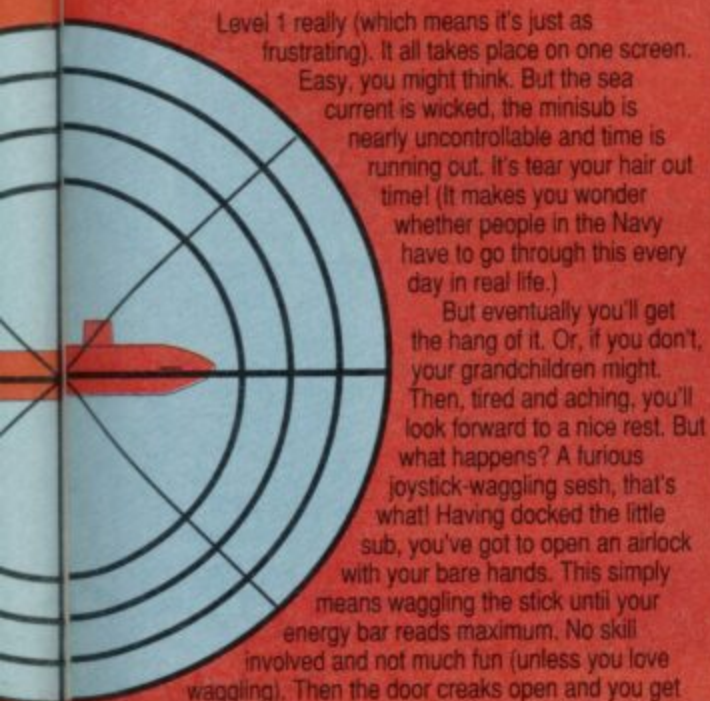 Level 1 really (which means it's just as
frustrating). It all takes place on one screen.
Easy, you might think. But the sea
current is wicked, the minisub is
nearly uncontrollable and time is
running out. It's tear your hair out
time! (It makes you wonder
whether people in the Navy
have to go through this every
day in real life.)
But eventually you'll get
the hang of it. Or, if you don't,
your grandchildren might.
Then, tired and aching, you'll
look forward to a nice rest. But
what happens? A furious
joystick-waggling sesh, that's
what! Having docked the little
sub, you've got to open an airlock
with your bare hands. This simply
means waggling the stick until your
energy bar reads maximum. No skill
involved and not much fun (unless you love
waggling). Then the door creaks open and you get